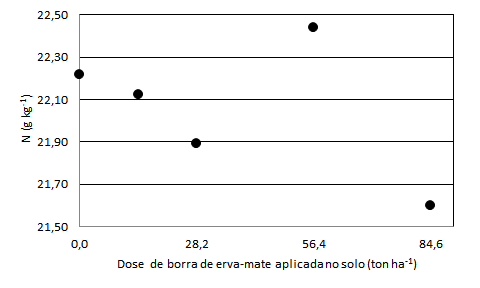 22,50
22,30
22,10
21,90
21,70
21,50
N (g kg-1)
0,0 28,2 56,4 84,6
Dose de borra de erva-mate aplicada no solo (ton ha-1)